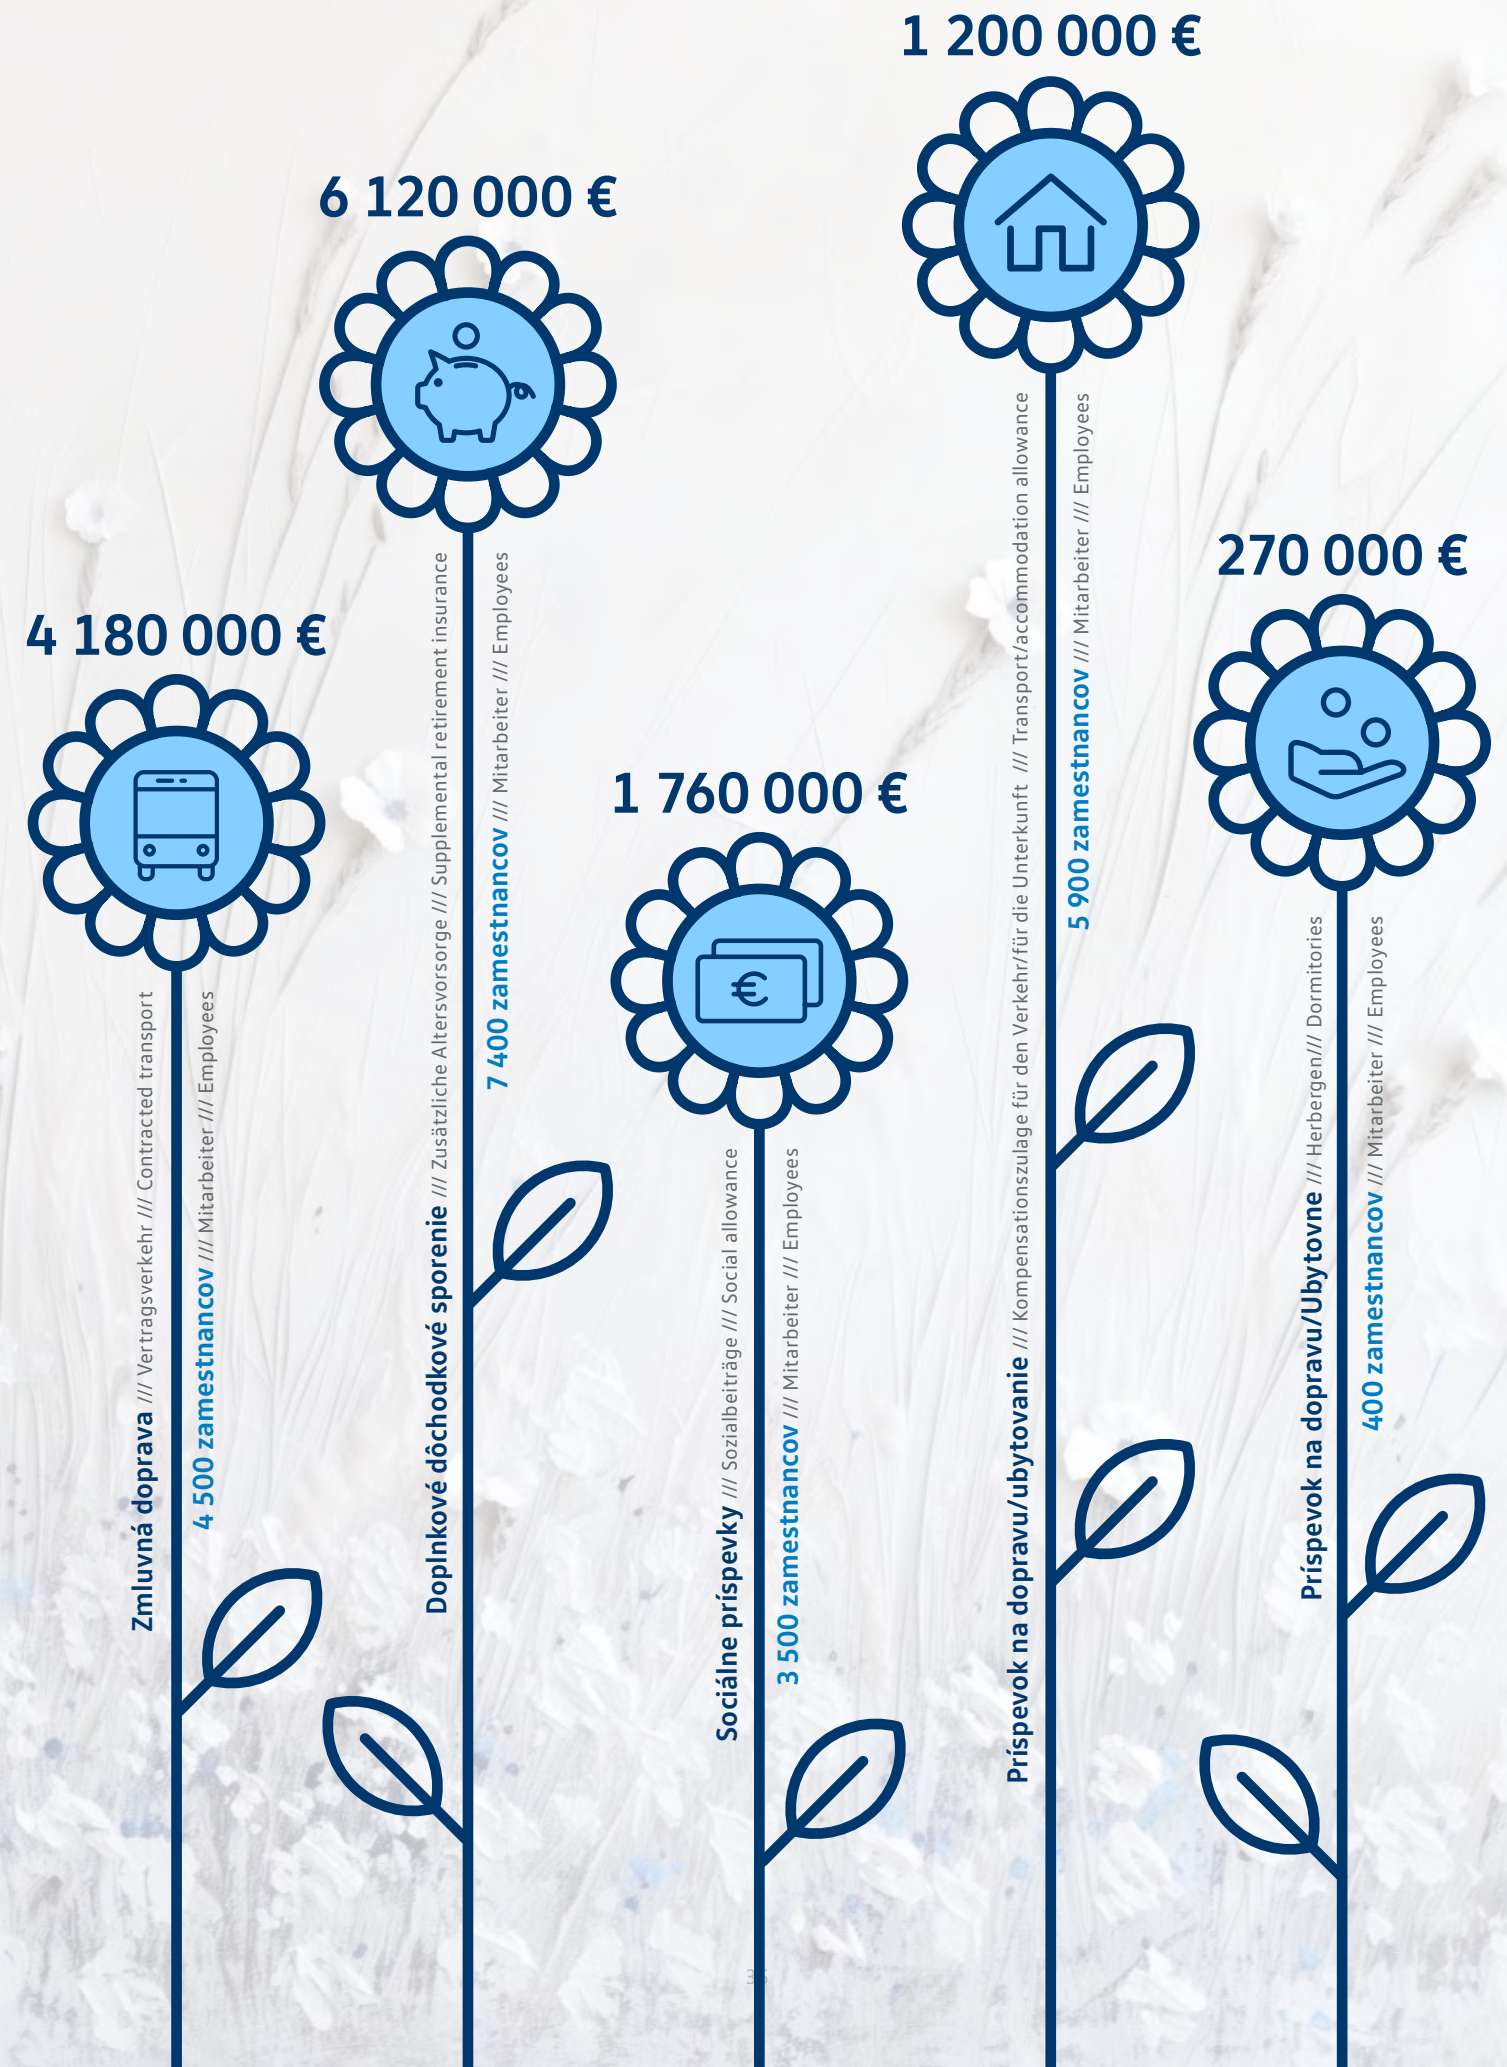 4 180 000 €
Zmluvná doprava /// Vertragsverkehr /// Contracted transport
4 500 zamestnancov /// Mitarbeiter /// Employees
6 120 000 €
Doplnkové dôchodkové sporenie /// Zusätzliche Altersvorsorge /// Supplemental retirement insurance
7 400 zamestnancov /// Mitarbeiter /// Employees
1 760 000 €
€
Sociálne príspevky /// Sozialbeiträge /// Social allowance
3 500 zamestnancov /// Mitarbeiter /// Employees
1 200 000 €
Príspevok na dopravu/ubytovanie /// Kompensationszulage für den Verkehr/für die Unterkunft /// Transport/accommodation allowance
5 900 zamestnancov /// Mitarbeiter /// Employees
270 000 €
Príspevok na dopravu/Ubytovne /// Herbergen/// Dormitories
400 zamestnancov /// Mitarbeiter /// Employees